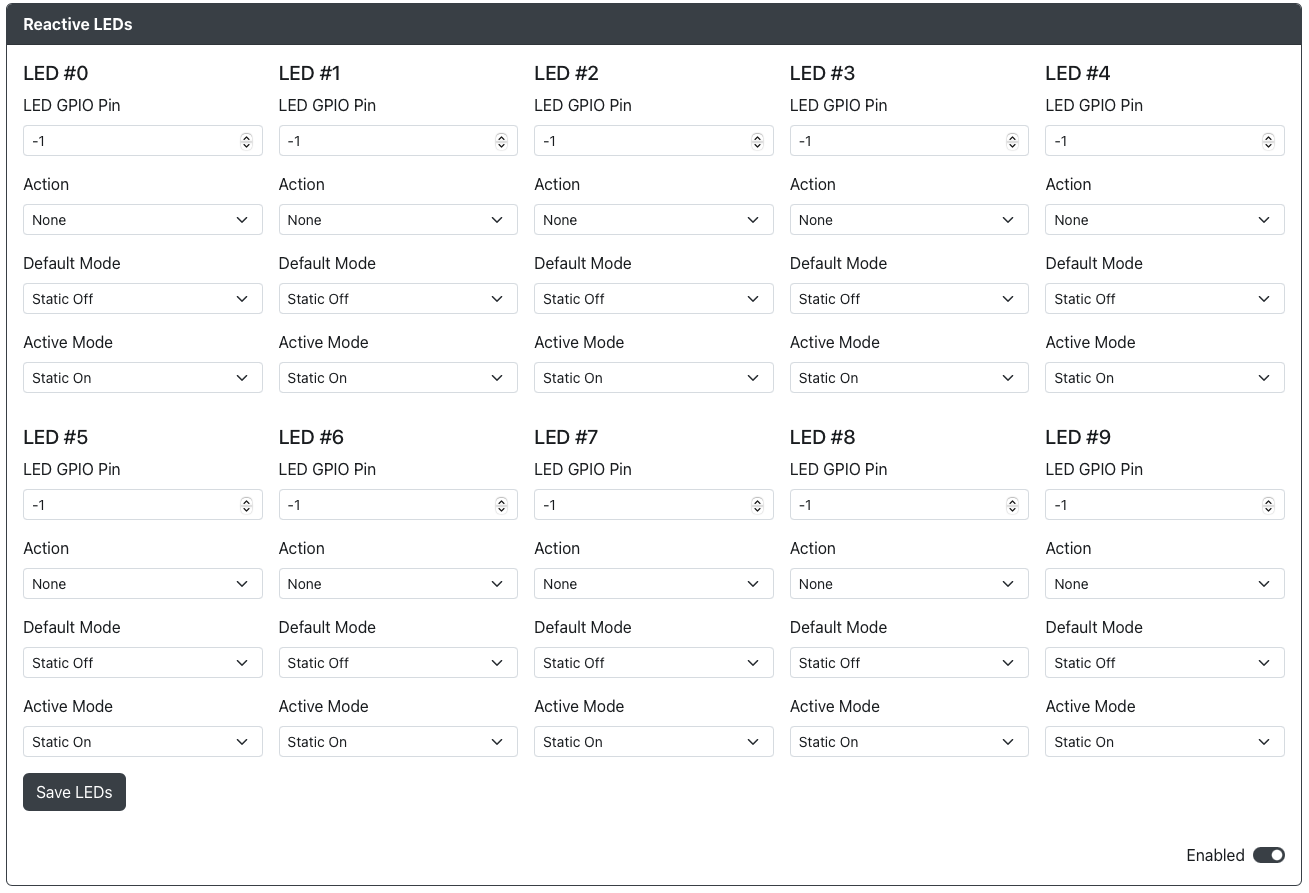 Reactive LEDs
LED #0 LED #1 LED #2 LED #3 LED #4
LED GPIO Pin LED GPIO Pin LED GPIO Pin LED GPIO Pin LED GPIO Pin
-1 -1 -1 -1 -1
Action Action Action Action Action
None None None None None
Default Mode Default Mode Default Mode Default Mode Default Mode
Static Off Static Off Static Off Static Off Static Off
Active Mode Active Mode Active Mode Active Mode Active Mode
Static On Static On Static On Static On Static On
LED #5 LED #6 LED #7 LED #8 LED #9
LED GPIO Pin LED GPIO Pin LED GPIO Pin LED GPIO Pin LED GPIO Pin
-1 -1 -1 -1 -1
Action Action Action Action Action
None None None None None
Default Mode Default Mode Default Mode Default Mode Default Mode
Static Off Static Off Static Off Static Off Static Off
Active Mode Active Mode Active Mode Active Mode Active Mode
Static On Static On Static On Static On Static On
Save LEDs
Enabled